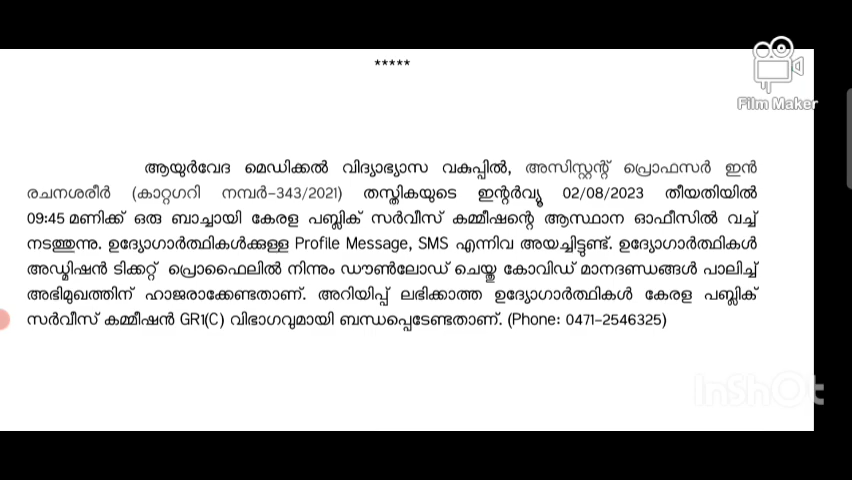 *****
Film Maker
ആയുർവേദ മെഡിക്കൽ വിദ്യാഭ്യാസ വകുപ്പിൽ, അസിസ്റ്റന്റ് പ്രൊഫസർ ഇൻ
രചനശരീർ (കാറ്റഗറി നമ്പർ-343/2021) തസ്തികയുടെ ഇന്റർവ്യൂ 02/08/2023 തീയതിയിൽ
09:45 മണിക്ക് ഒരു ബാച്ചായി കേരള പബ്ലിക് സർവീസ് കമ്മീഷന്റെ ആസ്ഥാന ഓഫീസിൽ വച്ച്
നടത്തുന്നു. ഉദ്യോഗാർത്ഥികൾക്കുള്ള Profile Message, SMS എന്നിവ അയച്ചിട്ടുണ്ട്. ഉദ്യോഗാർത്ഥികൾ
അഡ്മിഷൻ ടിക്കറ്റ് പ്രൊഫൈലിൽ നിന്നും ഡൗൺലോഡ് ചെയ്തു കോവിഡ് മാനദണ്ഡങ്ങൾ പാലിച്ച്
അഭിമുഖത്തിന് ഹാജരാക്കേണ്ടതാണ്. അറിയിപ്പ് ലഭിക്കാത്ത ഉദ്യോഗാർത്ഥികൾ കേരള പബ്ലിക്
സർവീസ് കമ്മീഷൻ GR1(C) വിഭാഗവുമായി ബന്ധപ്പെടേണ്ടതാണ്. (Phone: 0471-2546325)
InShOt